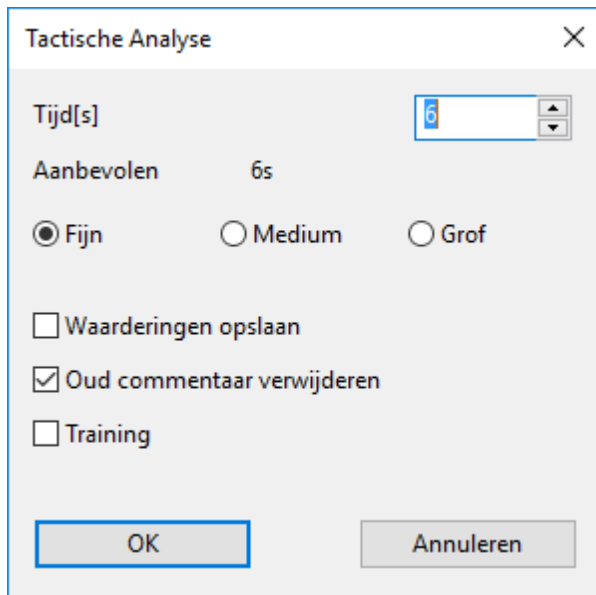 Tactische Analyse
Tijd[s] 6
Aanbevolen 6s
Fijn Medium Grof
Waarderingen opslaan
Oud commentaar verwijderen
Training
OK Annuleren